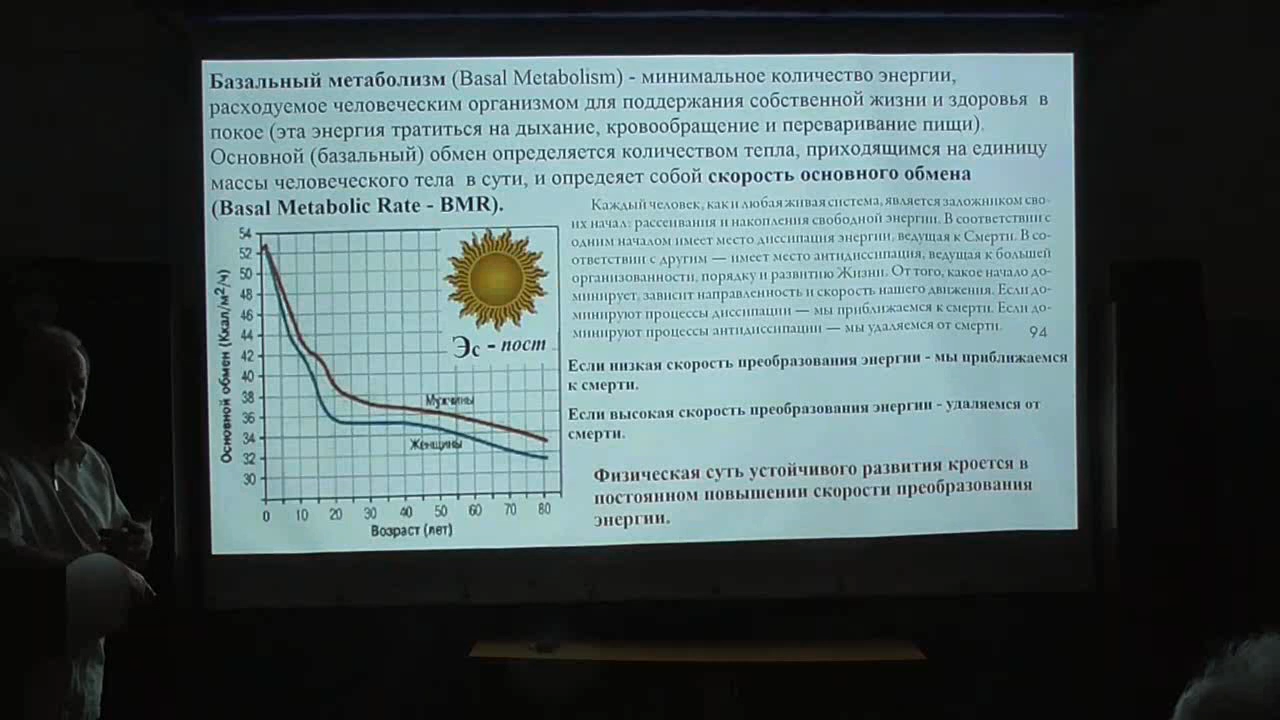 Базальный метаболизм (Basal Metabolism) - минимальное количество энергии,
расходуемое человеческим организмом для поддержания собственной жизни и здоровья в
покое (эта энергия тратиться на дыхание, кровообращение и переваривание пищи).
Основной (базальный) обмен определяется количеством тепла, приходящимся на единицу
массы человеческого тела в сути, и опредеяет собой скорость основного обмена
(Basal Metabolic Rate - BMR).
Каждый человек, как и любая живая система, является заложником сво-
их начал: рассеивания и накопления свободной энергии. В соответствии с
одним началом имеет место диссипация энергии, ведущая к Смерти. В со-
ответствии с другим — имеет место антидиссипация, ведущая к большей
организованности, порядку и развитию Жизни. От того, какое начало до-
минирует, зависит направленность и скорость нашего движения. Если до-
минируют процессы диссипации — мы приближаемся к смерти. Если до-
минируют процессы антидиссипации — мы удаляемся от смерти.
94
Если низкая скорость преобразования энергии - мы приближаемся
к смерти.
Если высокая скорость преобразования энергии - удаляемся от
смерти.
Физическая суть устойчивого развития кроется в
постоянном повышении скорости преобразования
энергии.
Основной обмен (Ккал/м2/ч)
54
52
50
48
46
44
42
40
38
36
34
32
30
Эс - пост
Мужчины
Женщины
0 10 20 30 40 50 60 70 80
Возраст (лет)